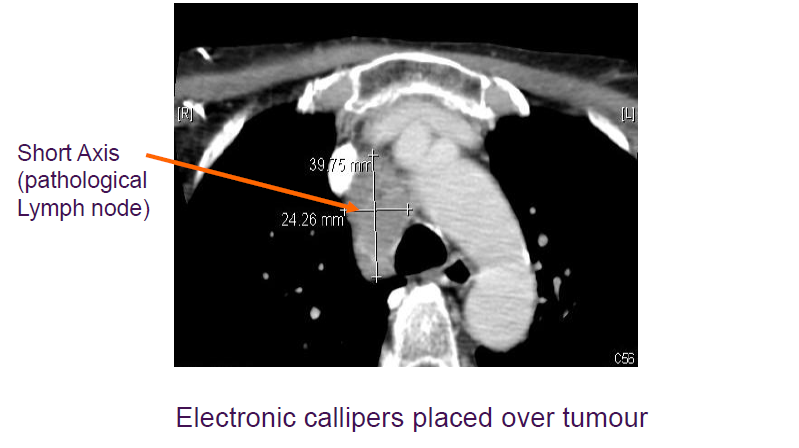 [R]
[L]
Short Axis
(pathological
Lymph node)
39.75 mm
24.26 mm
C56
Electronic callipers placed over tumour